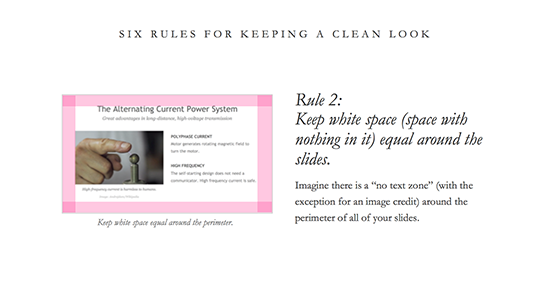 SIX RULES FOR KEEPING A CLEAN LOOK
The Alternating Current Power System
Great advantages in long-distance, high-voltage transmission
POLYPHASE CURRENT
Motor generates rotating magnetic field to
turn the motor.
HIGH FREQUENCY
The self-starting design does not need a
commutator. High frequency current is safe.
High-frequency current is harmless to humans.
Keep white space equal around the perimeter.
Rule 2:
Keep white space (space with
nothing in it) equal around the
slides.
Imagine there is a “no text zone” (with the
exception for an image credit) around the
perimeter of all of your slides.